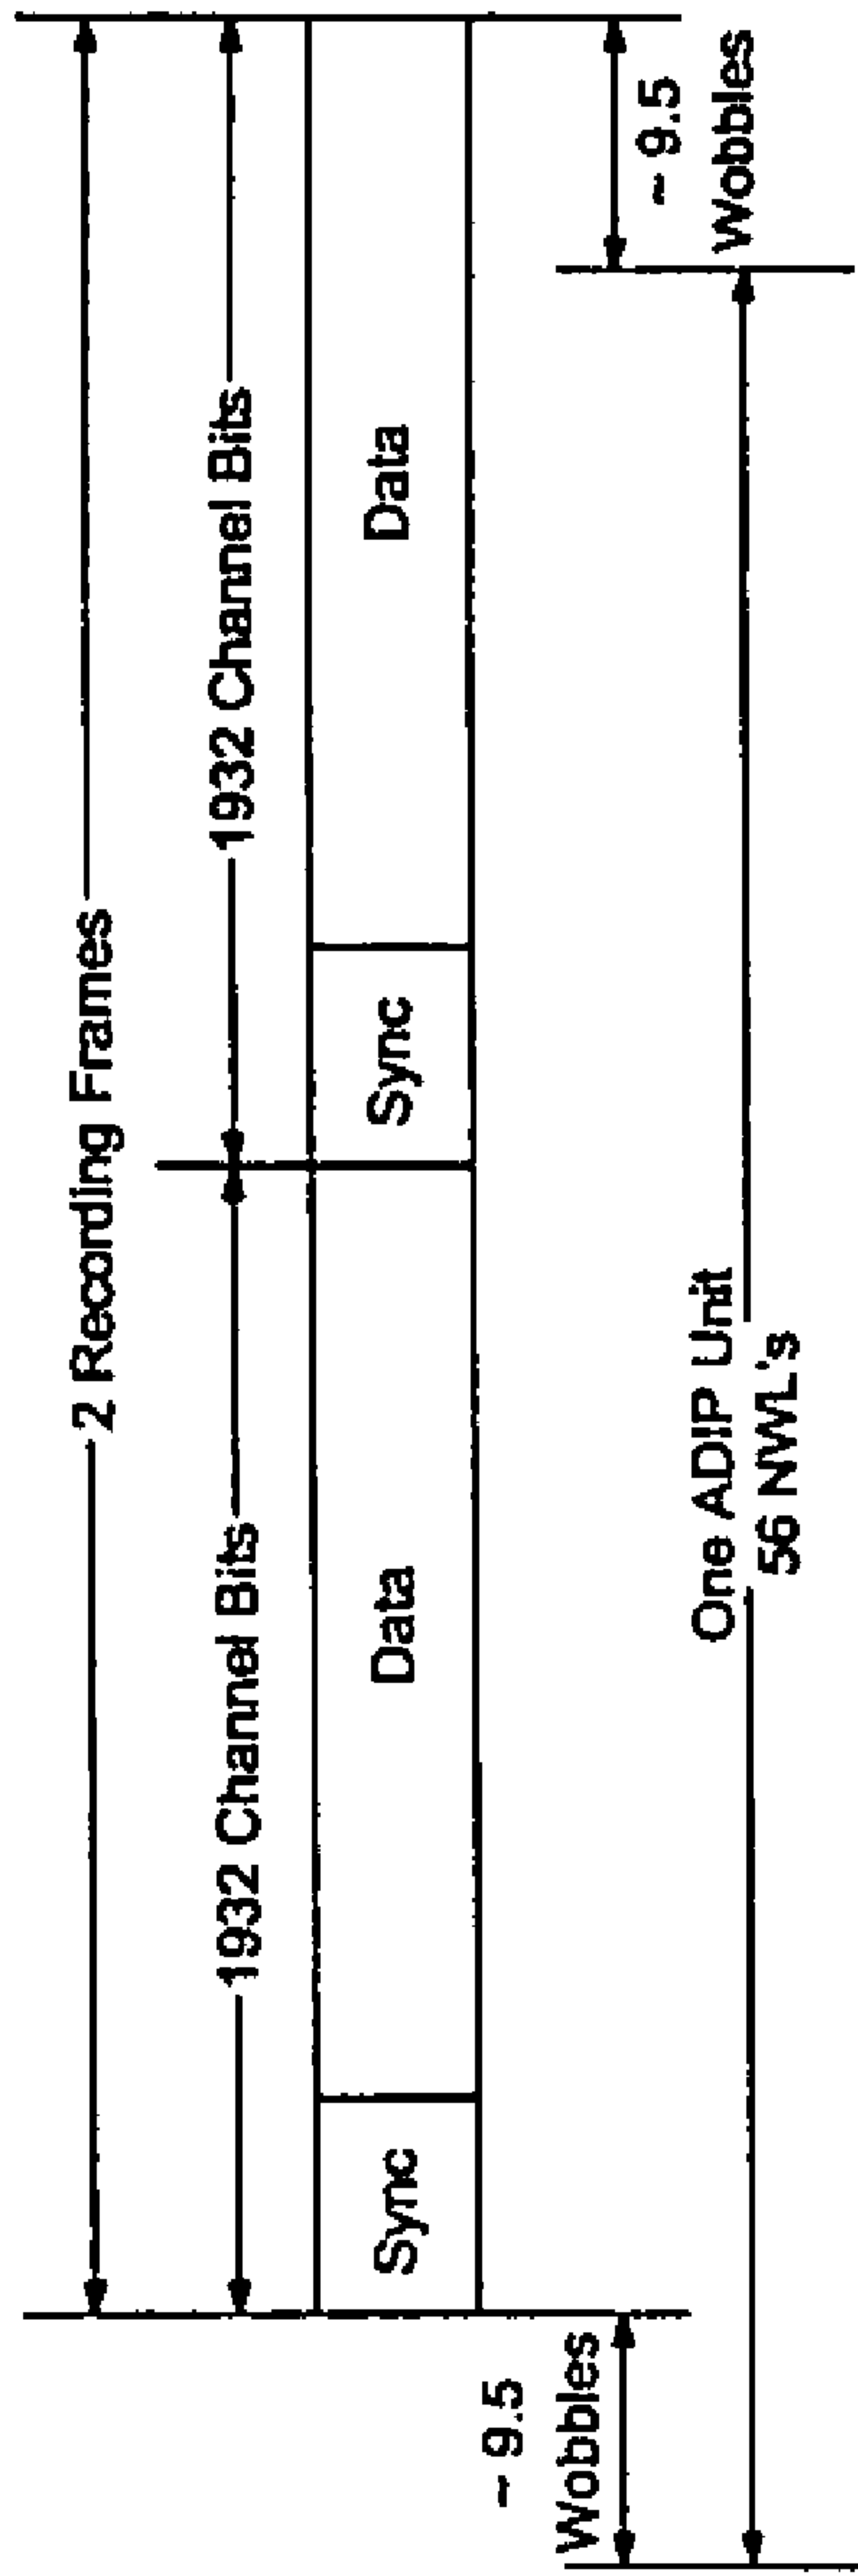 2 Recording Frames
1932 Channel Bits
1932 Channel Bits
Sync
Data
Sync
Data
~ 9.5
Wobbles
One ADIP Unit
56 NWL's
~ 9.5
Wobbles